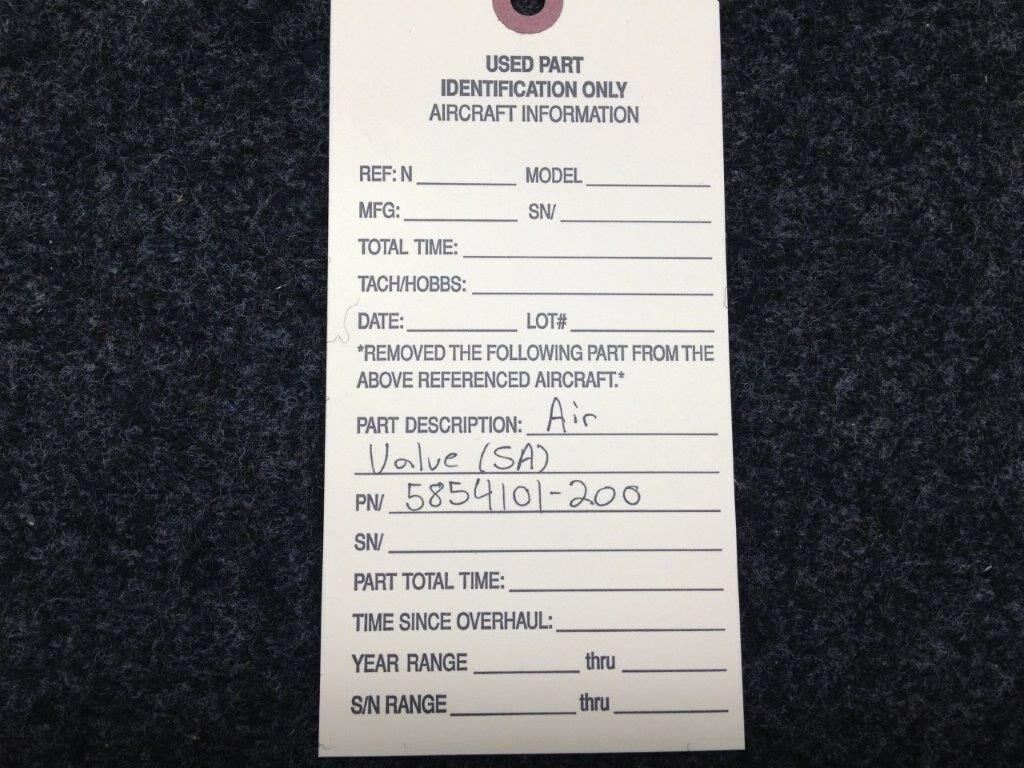 USED PART
IDENTIFICATION ONLY
AIRCRAFT INFORMATION
REF: N MODEL
MFG: SN/
TOTAL TIME:
TACH/HOBBS:
DATE: LOT#
*REMOVED THE FOLLOWING PART FROM THE
ABOVE REFERENCED AIRCRAFT.*
PART DESCRIPTION: Air
Valve (SA)
PN/ 5854101-200
SN/
PART TOTAL TIME:
TIME SINCE OVERHAUL:
YEAR RANGE thru
S/N RANGE thru